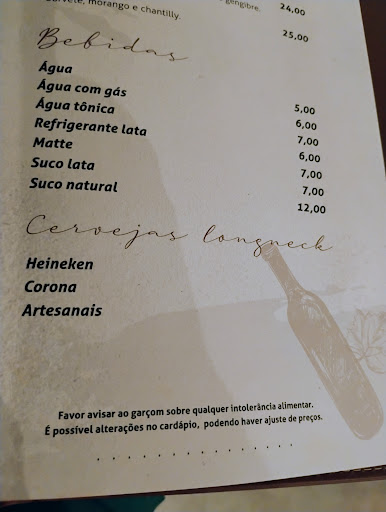 morango e chantilly.
gengibre.
24,00
25,00
Bebidas
Água 5,00
Água com gás 6,00
Água tônica 7,00
Refrigerante lata 6,00
Matte 7,00
Suco lata 7,00
Suco natural 12,00
Cervejas longneck
Heineken
Corona
Artesanais
Favor avisar ao garçom sobre qualquer intolerância alimentar.
É possível alterações no cardápio, podendo haver ajuste de preços.